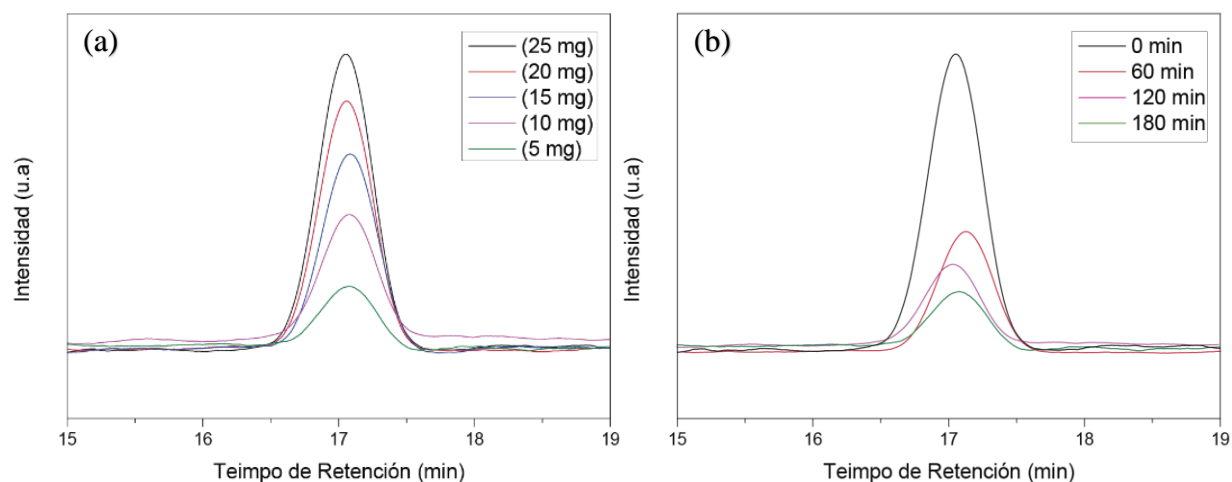 (a)
(25 mg)
(20 mg)
(15 mg)
(10 mg)
(5 mg)
Intensidad (u.a)
15 16 17 18 19
Teimpo de Retención (min)
(b)
0 min
60 min
120 min
180 min
Intensidad (u.a)
15 16 17 18 19
Teimpo de Retención (min)